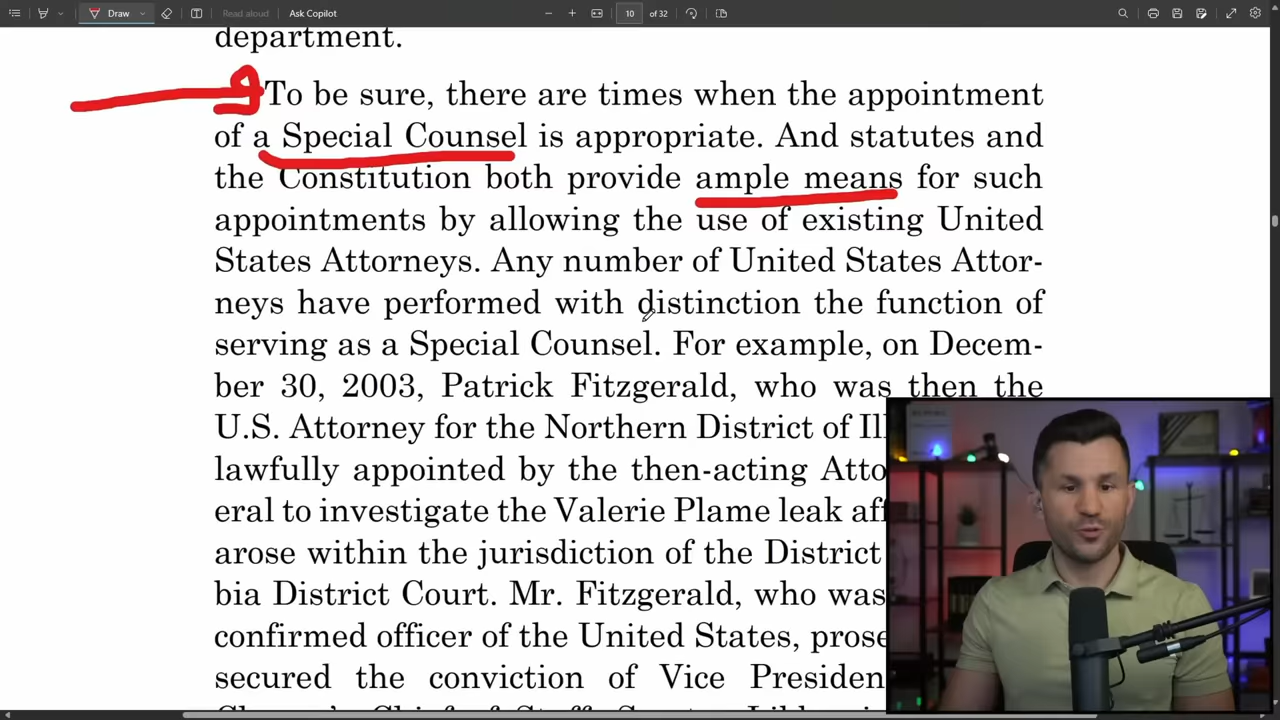 Draw
Read aloud
Ask Copilot
10 of 32
department.
To be sure, there are times when the appointment
of a Special Counsel is appropriate. And statutes and
the Constitution both provide ample means for such
appointments by allowing the use of existing United
States Attorneys. Any number of United States Attor-
neys have performed with distinction the function of
serving as a Special Counsel. For example, on Decem-
ber 30, 2003, Patrick Fitzgerald, who was then the
U.S. Attorney for the Northern District of Ill
lawfully appointed by the then-acting Atto
eral to investigate the Valerie Plame leak aff
arose within the jurisdiction of the District
bia District Court. Mr. Fitzgerald, who was
confirmed officer of the United States, prose
secured the conviction of Vice Presiden